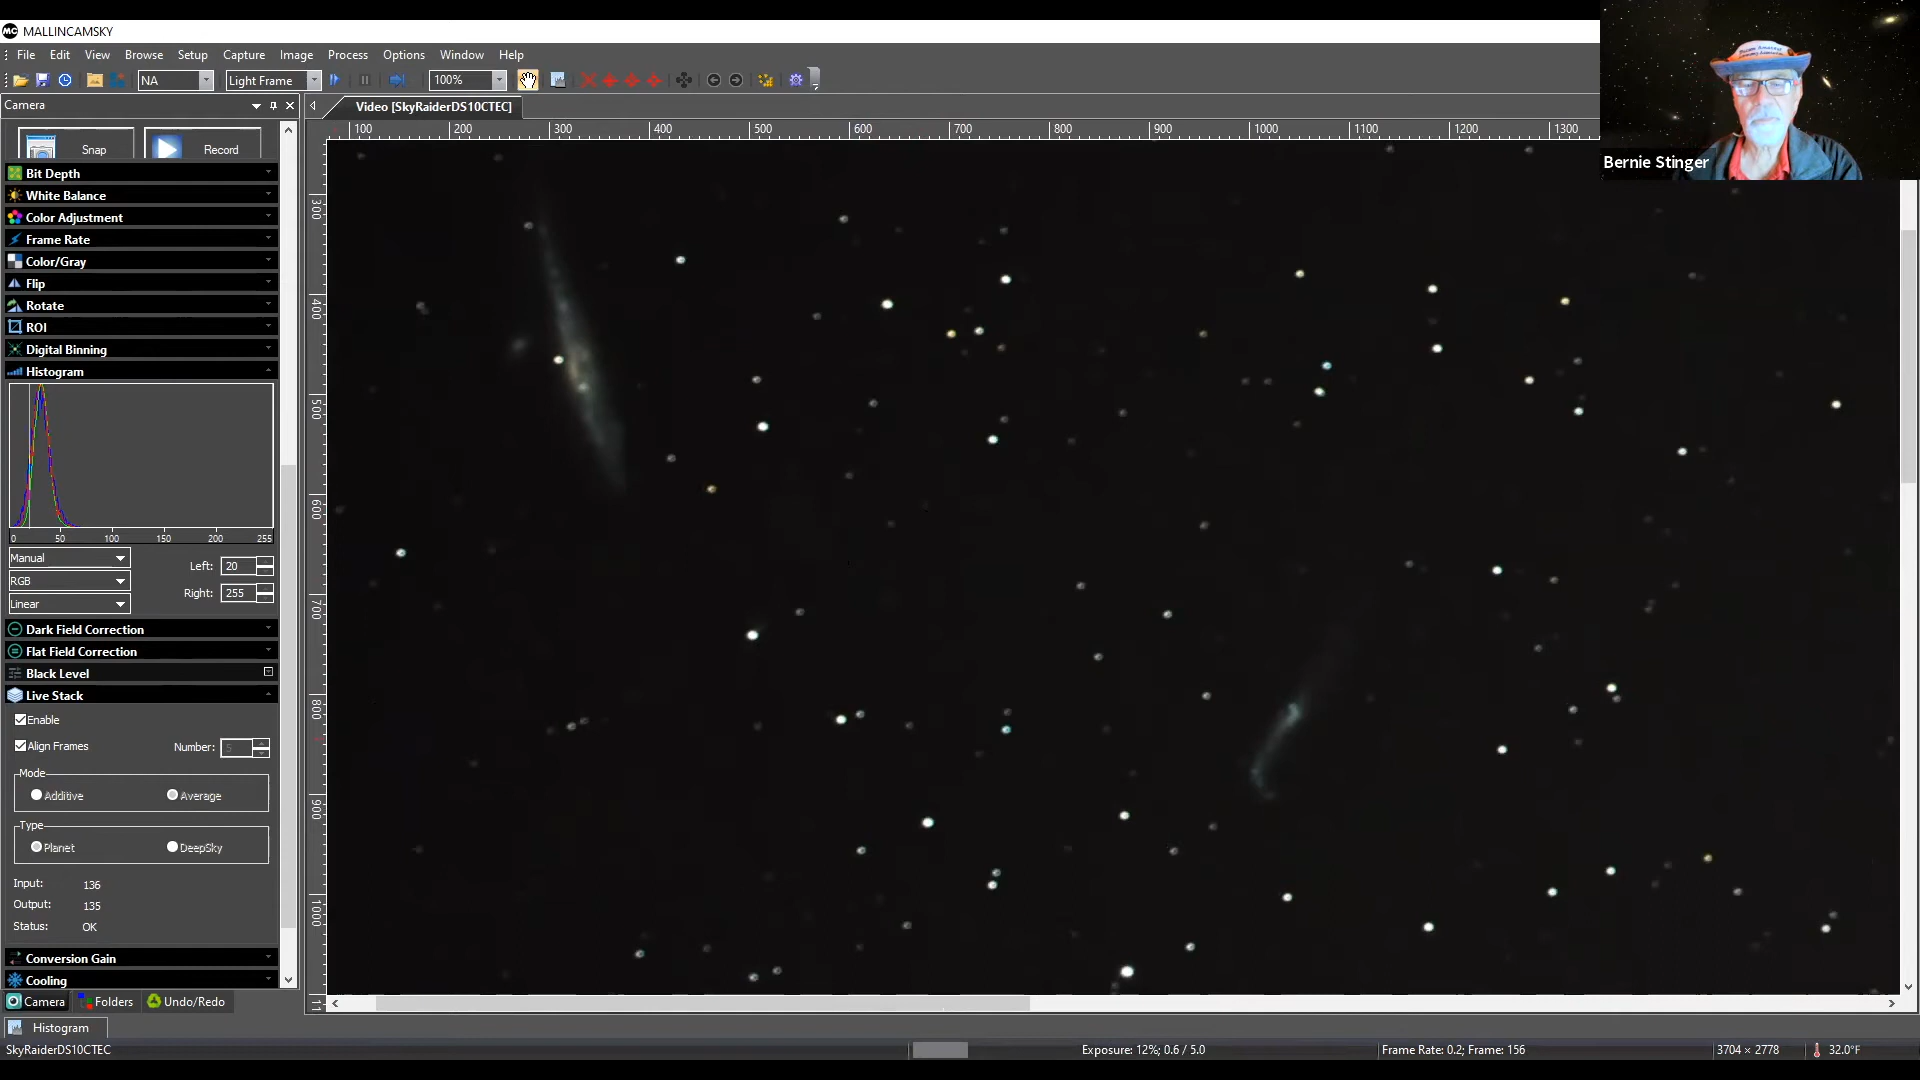 MALLINCAMSKY
File Edit View Browse Setup Capture Image Process Options Window Help
NA Light Frame 100%
Camera
Video [SkyRaiderDS10CTEC]
100 200 300 400 500 600 700 800 900 1000 1100 1200 1300
Snap Record
Bernie Stinger
Bit Depth
White Balance
Color Adjustment
Frame Rate
Color/Gray
Flip
Rotate
ROI
Digital Binning
Histogram
0 50 100 150 200 255
Manual
Left: 20
RGB
Right: 255
Linear
Dark Field Correction
Flat Field Correction
Black Level
Live Stack
Enable
Align Frames Number: 5
Mode
Additive Average
Type
Planet DeepSky
Input: 136
Output: 135
Status: OK
Conversion Gain
Cooling
300
400
500
600
700
800
900
1000
11
Camera Folders Undo/Redo
Histogram
SkyRaiderDS10CTEC Exposure: 12%; 0.6 / 5.0 Frame Rate: 0.2; Frame: 156 3704 × 2778 32.0°F